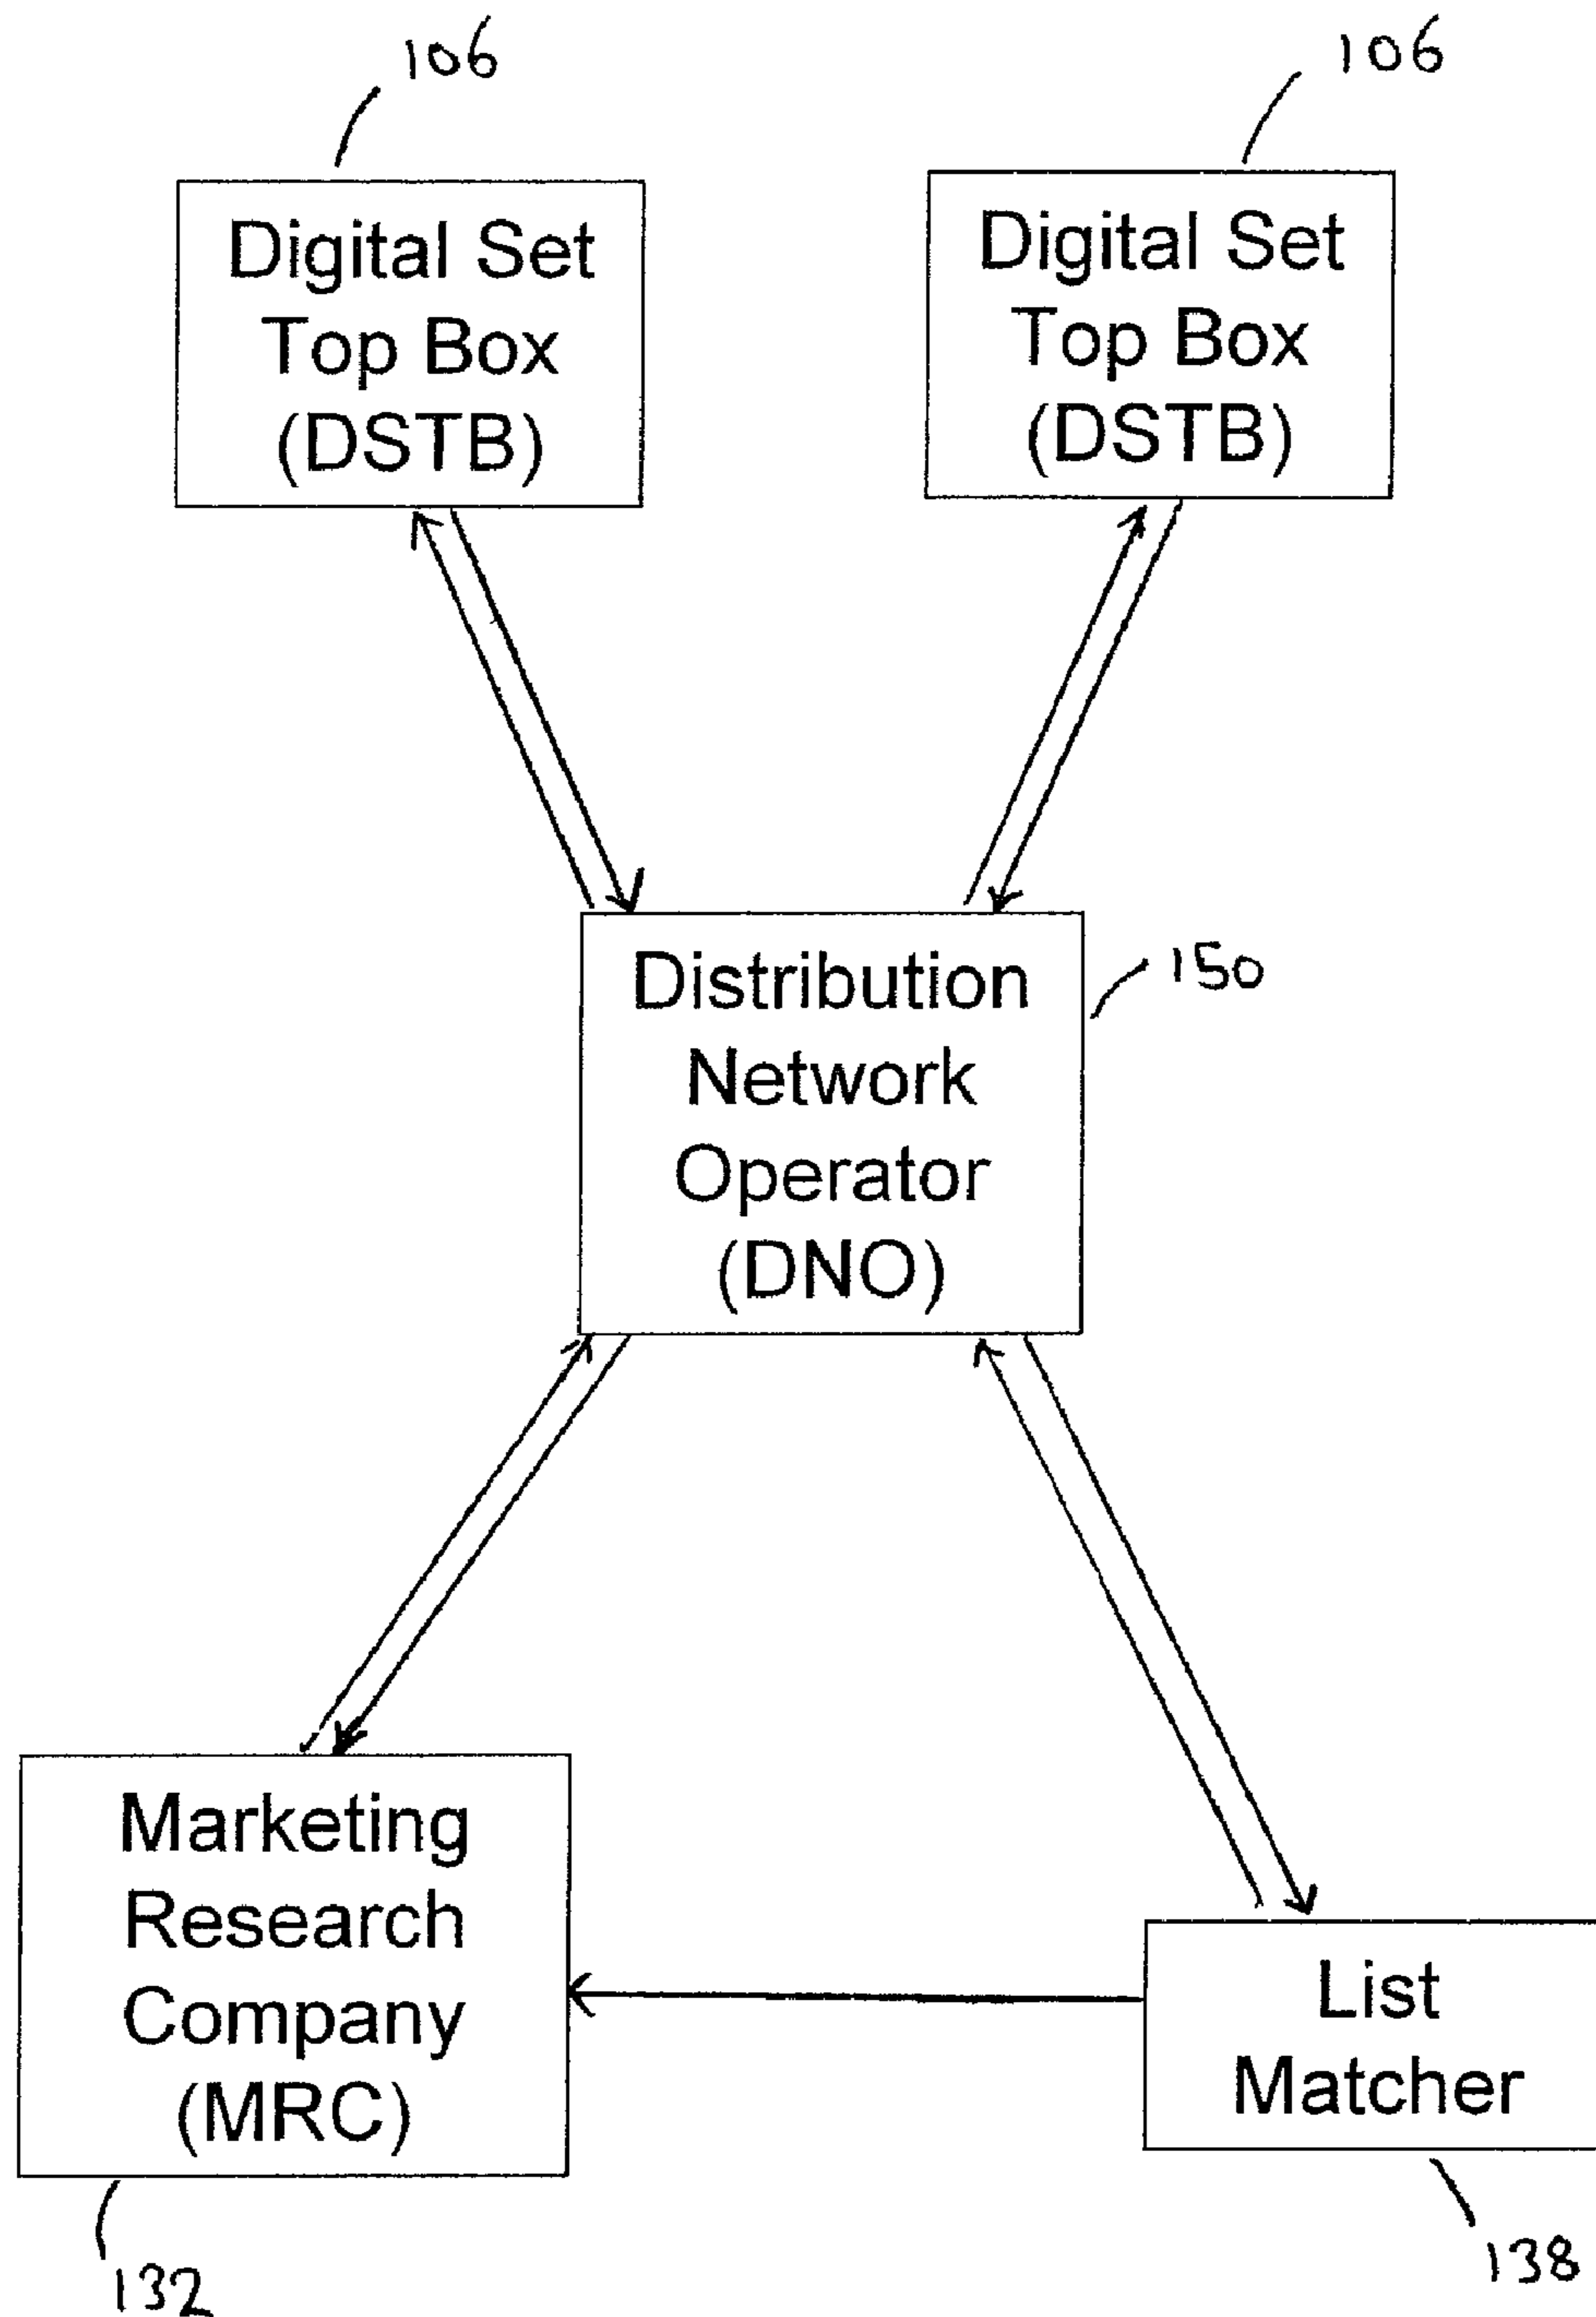 106
106
Digital Set
Top Box
(DSTB)
Digital Set
Top Box
(DSTB)
Distribution
Network
Operator
(DNO)
150
Marketing
Research
Company
(MRC)
List
Matcher
132
138